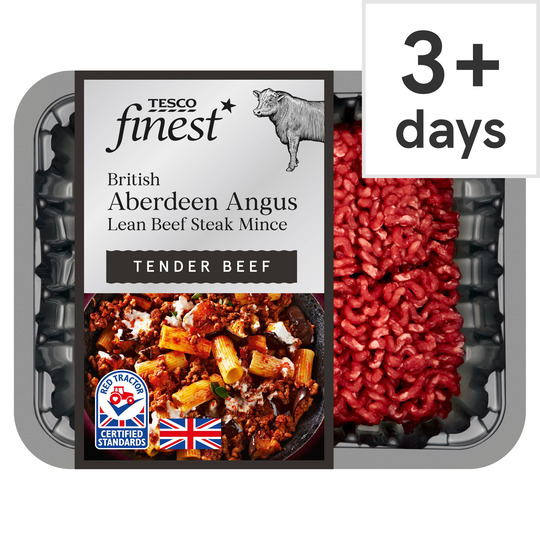 3+
days
TESCO
finest*
British
Aberdeen Angus
Lean Beef Steak Mince
TENDER BEEF
RED TRACTOR
CERTIFIED
STANDARDS